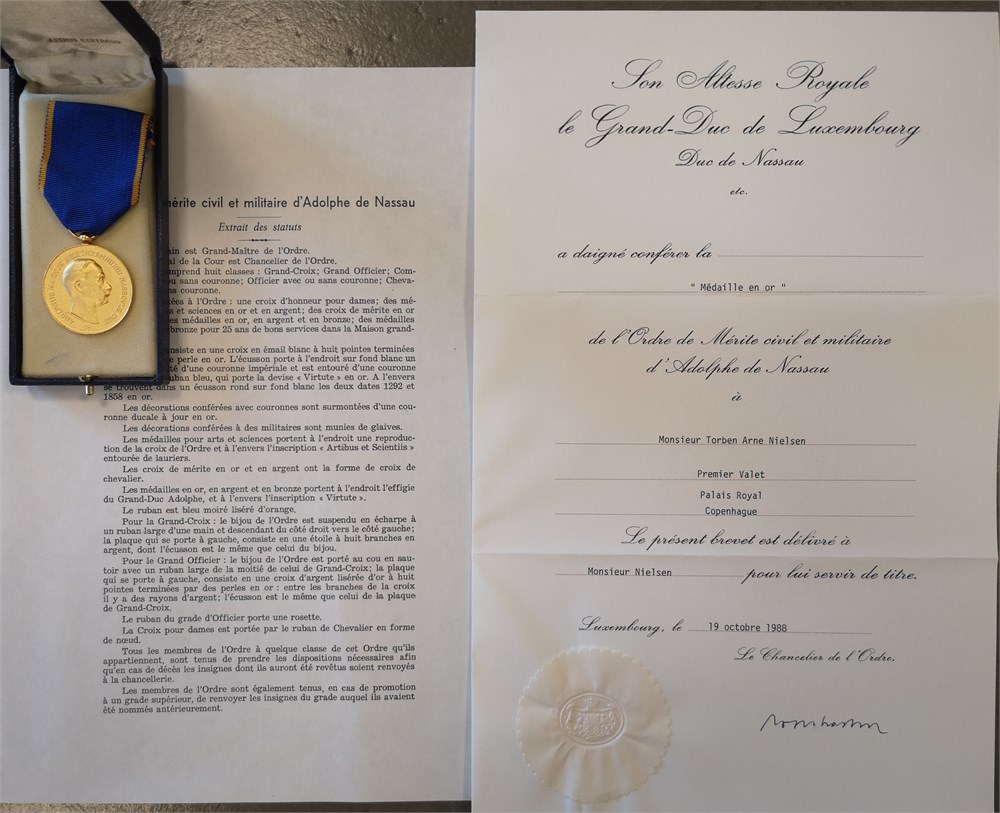 ARTHUS BERTRAND
mérite civil et militaire d'Adolphe de Nassau
Extrait des statuts
ain est Grand-Maître de l'Ordre.
al de la Cour est Chancelier de l'Ordre.
mprend huit classes : Grand-Croix; Grand Officier; Com-
ou sans couronne; Officier avec ou sans couronne; Cheva-
ns couronne.
xées à l'Ordre : une croix d'honneur pour dames; des mé-
s et sciences en or et en argent; des croix de mérite en or
es médailles en or, en argent et en bronze; des médailles
bronze pour 25 ans de bons services dans la Maison grand-
nsiste en une croix en émail blanc à huit pointes terminées
e perle en or. L'écusson porte à l'endroit sur fond blanc un
té d'une couronne impériale et est entouré d'une couronne
ruban bleu, qui porte la devise « Virtute » en or. A l'envers
se trouvent dans un écusson rond sur fond blanc les deux dates 1292 et
1858 en or.
Les décorations conférées avec couronnes sont surmontées d'une cou-
ronne ducale à jour en or.
Les décorations conférées à des militaires sont munies de glaives.
Les médailles pour arts et sciences portent à l'endroit une reproduc-
tion de la croix de l'Ordre et à l'envers l'inscription « Artibus et Scientiis »
entourée de lauriers.
Les croix de mérite en or et en argent ont la forme de croix de
chevalier.
Les médailles en or, en argent et en bronze portent à l'endroit l'effigie
du Grand-Duc Adolphe, et à l'envers l'inscription « Virtute ».
Le ruban est bleu moiré liséré d'orange.
Pour la Grand-Croix : le bijou de l'Ordre est suspendu en écharpe à
un ruban large d'une main et descendant du côté droit vers le côté gauche;
la plaque qui se porte à gauche, consiste en une étoile à huit branches en
argent, dont l'écusson est le même que celui du bijou.
Pour le Grand Officier : le bijou de l'Ordre est porté au cou en sau-
toir avec un ruban large de la moitié de celui de Grand-Croix; la plaque
qui se porte à gauche, consiste en une croix d'argent lisérée d'or à huit
pointes terminées par des perles en or : entre les branches de la croix
il y a des rayons d'argent; l'écusson est le même que celui de la plaque
de Grand-Croix.
Le ruban du grade d'Officier porte une rosette.
La Croix pour dames est portée par le ruban de Chevalier en forme
de nœud.
Tous les membres de l'Ordre à quelque classe de cet Ordre qu'ils
appartiennent, sont tenus de prendre les dispositions nécessaires afin
qu'en cas de décès les insignes dont ils auront été revêtus soient renvoyés
à la chancellerie.
Les membres de l'Ordre sont également tenus, en cas de promotion
à un grade supérieur, de renvoyer les insignes du grade auquel ils avaient
été nommés antérieurement.
Son Altesse Royale
le Grand-Duc de Luxembourg
Duc de Nassau
etc.
a daigné conférer la
" Médaille en or "
de l'Ordre de Mérite civil et militaire
d'Adolphe de Nassau
à
Monsieur Torben Arne Nielsen
Premier Valet
Palais Royal
Copenhague
Le présent brevet est délivré à
Monsieur Nielsen pour lui servir de titre.
Luxembourg, le 19 octobre 1988
Le Chancelier de l'Ordre,